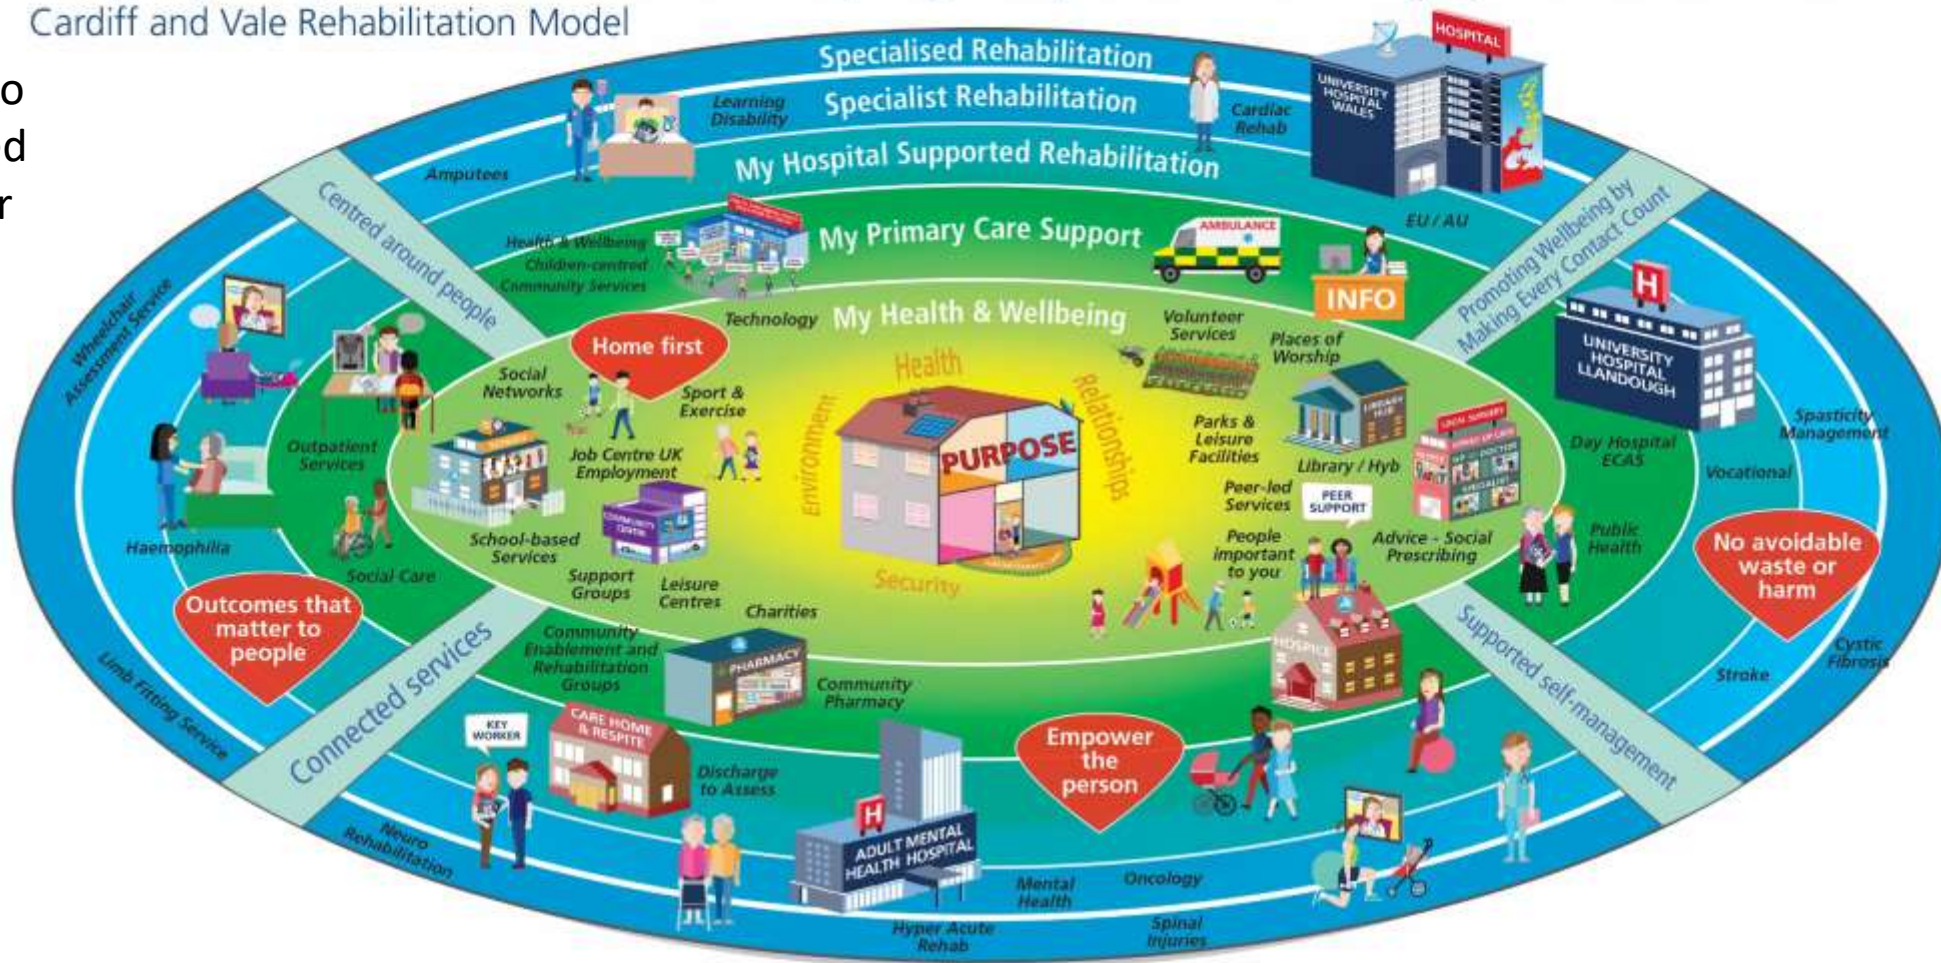 Cardiff and Vale Rehabilitation Model
o
d
r
Specialised Rehabilitation
Specialist Rehabilitation
My Hospital Supported Rehabilitation
My Primary Care Support
My Health & Wellbeing
Centred around people
Promoting Wellbeing by
Making Every Contact Count
Connected services
Supported self-management
Learning
Disability
Cardiac
Rehab
HOSPITAL
UNIVERSITY
HOSPITAL
WALES
Amputees
EU / AU
Health & Wellbeing
Children-centred
Community Services
AMBULANCE
INFO
Wheelchair
Assessment Service
Technology
Home first
Social
Networks
Sport &
Exercise
Job Centre UK
Employment
Health
Environment
Relationships
Security
PURPOSE
Volunteer
Services
Places of
Worship
LIBRARY
HUB
Parks &
Leisure
Facilities
Library / Hyb
LOCAL SURGERY
DOCTOR
SPECIALIST
Peer-led
Services
PEER
SUPPORT
People
important
to you
Advice - Social
Prescribing
H
UNIVERSITY
HOSPITAL
LLANDOUGH
Day Hospital
ECAS
Vocational
Spasticity
Management
Public
Health
No avoidable
waste or
harm
Stroke
Cystic
Fibrosis
Outpatient
Services
Haemophilia
Social Care
School-based
Services
COMMUNITY
CENTRE
Support
Groups
Leisure
Centres
Charities
Outcomes that
matter to
people
Limb Fitting Service
Community
Enablement and
Rehabilitation
Groups
PHARMACY
Community
Pharmacy
HOSPICE
KEY
WORKER
CARE HOME
& RESPITE
Discharge
to Assess
Empower
the
person
Neuro
Rehabilitation
H
ADULT MENTAL
HEALTH HOSPITAL
Mental
Health
Oncology
Hyper Acute
Rehab
Spinal
Injuries